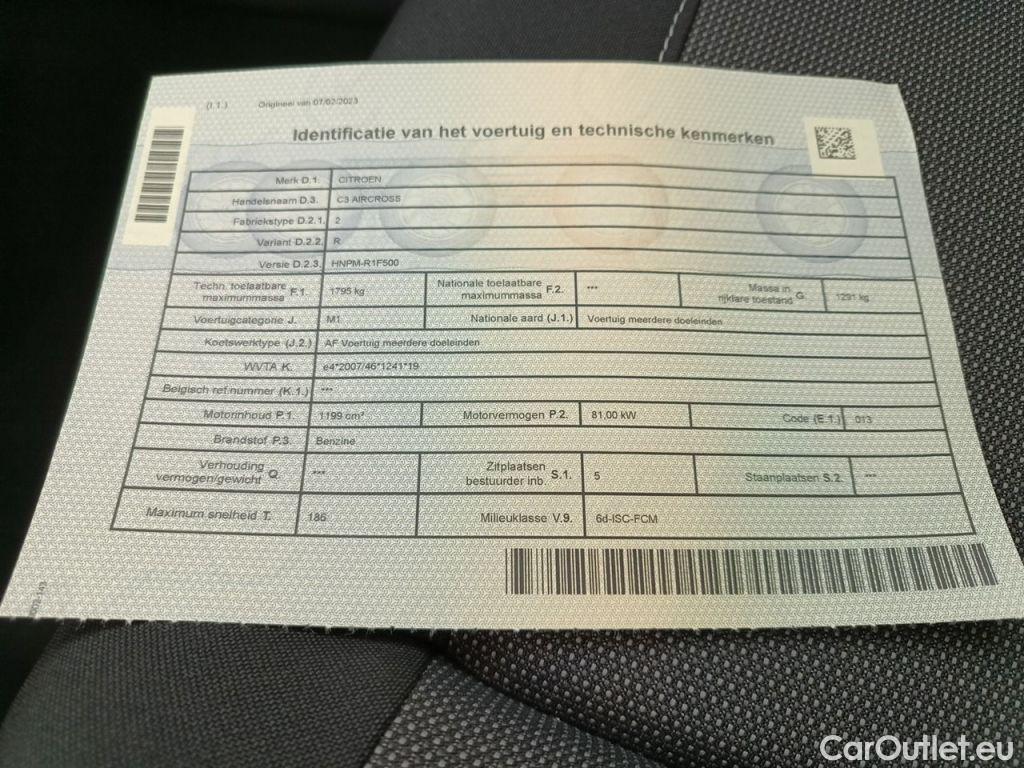 (I.1.) Origineel van 07/02/2023
Identificatie van het voertuig en technische kenmerken
Merk D.1. CITROEN
Handelsnaam D.3. C3 AIRCROSS
Fabriekstype D.2.1. 2
Variant D.2.2. R
Versie D.2.3. HNPM-R1F500
Techn. toelaatbare maximummassa F.1. 1795 kg Nationale toelaatbare maximummassa F.2. *** Massa in rijklare toestand G. 1291 kg
Voertuigcategorie J. M1 Nationale aard (J.1.) Voertuig meerdere doeleinden
Koetswerktype (J.2.) AF Voertuig meerdere doeleinden
WVTA K. e4*2007/46*1241*19
Belgisch ref.nummer (K.1.) ***
Motorinhoud P.1. 1199 cm³ Motorvermogen P.2. 81,00 kW Code (E.1.) 013
Brandstof P.3. Benzine
Verhouding vermogen/gewicht Q. *** Zitplaatsen bestuurder inb. S.1. 5 Staanplaatsen S.2. ***
Maximum snelheid T. 186 Milieuklasse V.9. 6d-ISC-FCM
CarOutlet.eu